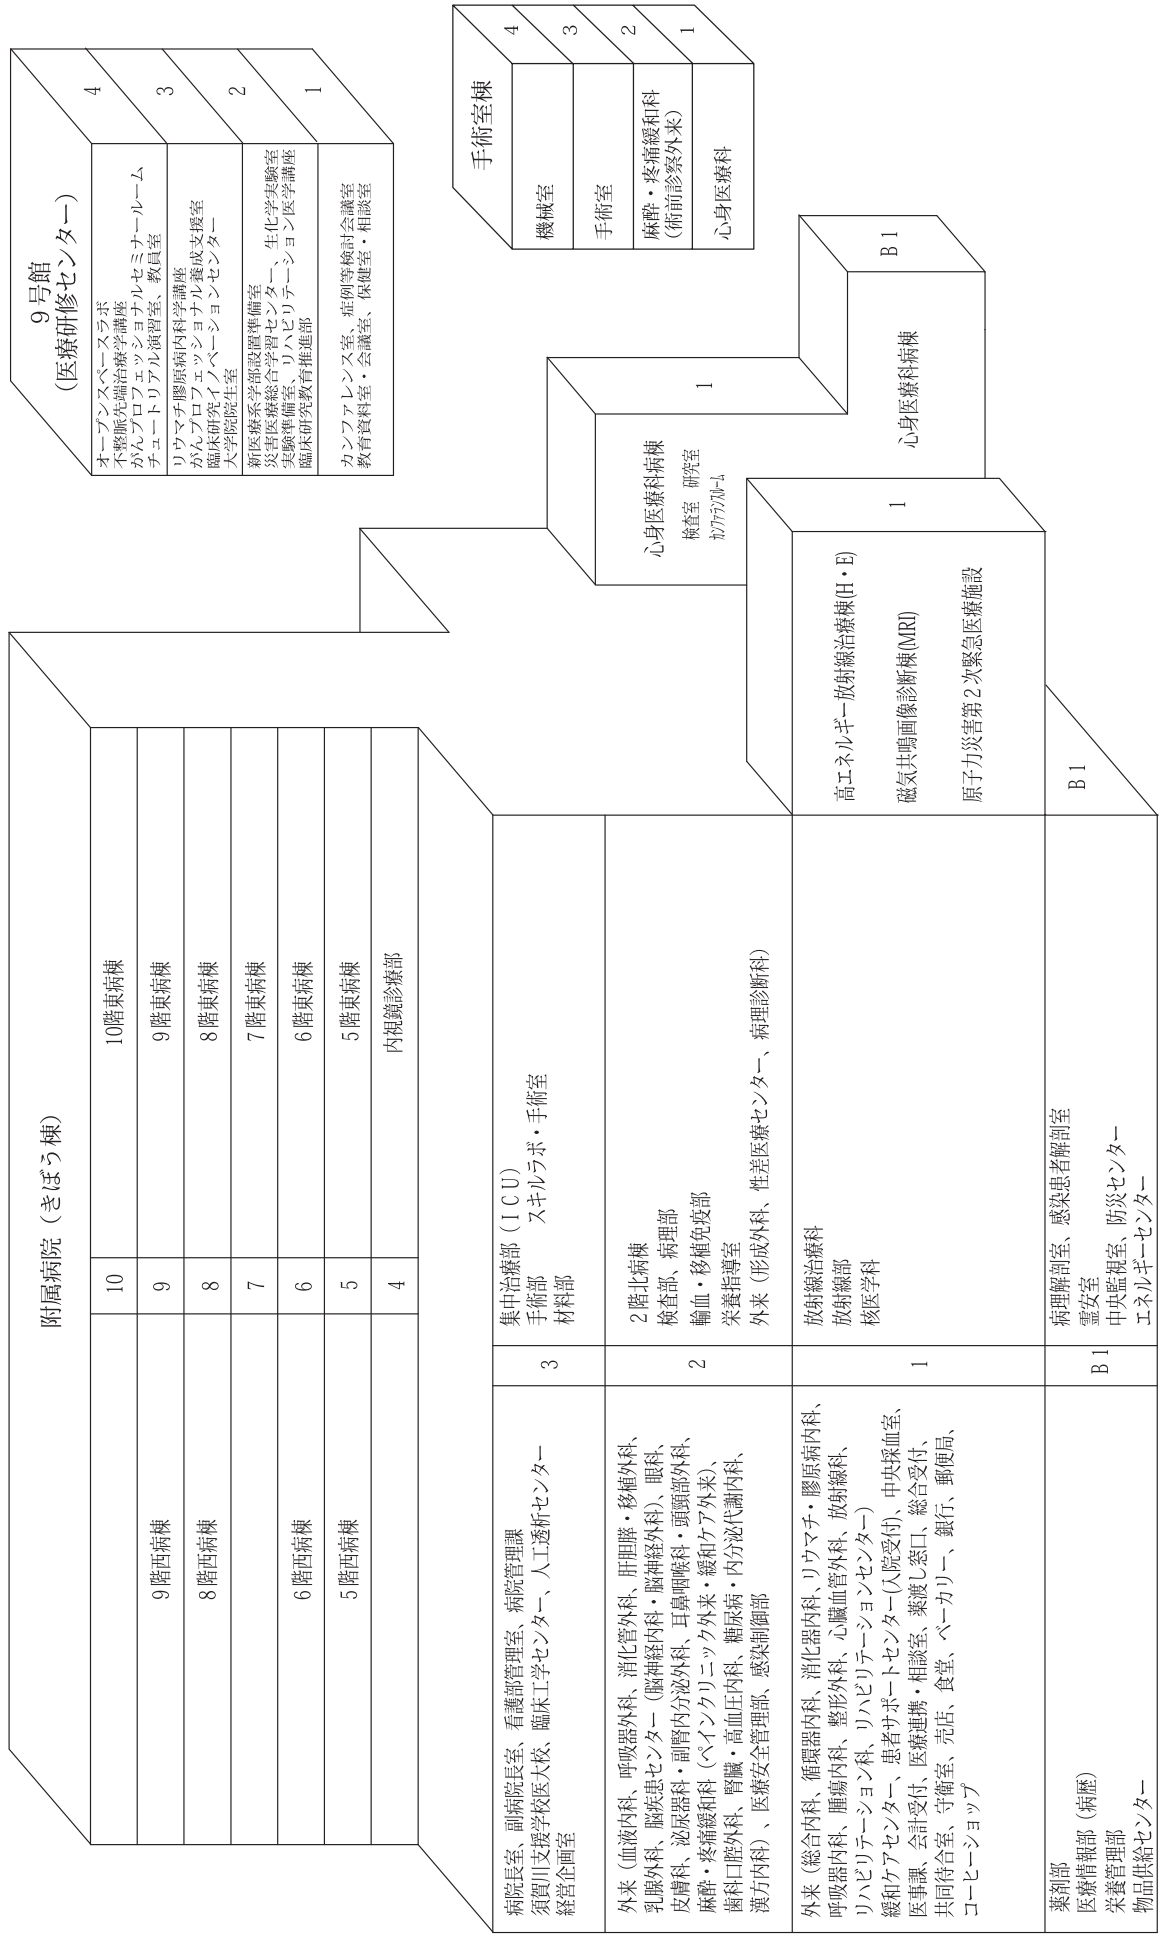 附属病院（きぼう棟）
10
10階東病棟
9階西病棟
9
9階東病棟
8階西病棟
8
8階東病棟
7
7階東病棟
6階西病棟
6
6階東病棟
5階西病棟
5
5階東病棟
4
内視鏡診療部
病院長室、副病院長室、看護部管理室、病院管理課
須賀川支援学校医大校、臨床工学センター、人工透析センター
経営企画室
3
集中治療部（ＩＣＵ）
手術部　　スキルラボ・手術室
材料部
外来（血液内科、呼吸器外科、消化管外科、肝胆膵・移植外科、
乳腺外科、脳疾患センター（脳神経内科・脳神経外科）、眼科、
皮膚科、泌尿器科・副腎内分泌外科、耳鼻咽喉科・頭頸部外科、
麻酔・疼痛緩和科（ペインクリニック外来・緩和ケア外来）、
歯科口腔外科、腎臓・高血圧内科、糖尿病・内分泌代謝内科、
漢方内科）、医療安全管理部、感染制御部
2
2階北病棟
検査部、病理部
輸血・移植免疫部
栄養指導室
外来（形成外科、性差医療センター、病理診断科）
外来（総合内科、循環器内科、消化器内科、リウマチ・膠原病内科、
呼吸器内科、腫瘍内科、整形外科、心臓血管外科、放射線科、
リハビリテーション科、リハビリテーションセンター）
緩和ケアセンター、患者サポートセンター(入院受付)、中央採血室、
医事課、会計受付、医療連携・相談室、薬渡し窓口、総合受付、
共同待合室、守衛室、売店、食堂、ベーカリー、銀行、郵便局、
コーヒーショップ
1
放射線治療科
放射線部
核医学科
薬剤部
医療情報部（病歴）
栄養管理部
物品供給センター
B1
病理解剖室、感染患者解剖室
霊安室
中央監視室、防災センター
エネルギーセンター
B1
高エネルギー放射線治療棟(H・E)
磁気共鳴画像診断棟(MRI)
原子力災害第2次緊急医療施設
1
心身医療科病棟
検査室　研究室
ｶﾝﾌｧﾗﾝｽﾙｰﾑ
1
心身医療科病棟
B1
9号館
（医療研修センター）
オープンスペースラボ
不整脈先端治療学講座
がんプロフェッショナルセミナールーム
チュートリアル演習室、教員室
4
リウマチ膠原病内科学講座
がんプロフェッショナル養成支援室
臨床研究イノベーションセンター
大学院院生室
3
新医療系学部設置準備室
災害医療総合学習センター、生化学実験室
実験準備室、リハビリテーション医学講座
臨床研究教育推進部
2
カンファレンス室、症例等検討会議室
教育資料室・会議室、保健室・相談室
1
手術室棟
機械室
4
手術室
3
麻酔・疼痛緩和科
（術前診察外来）
2
心身医療科
1